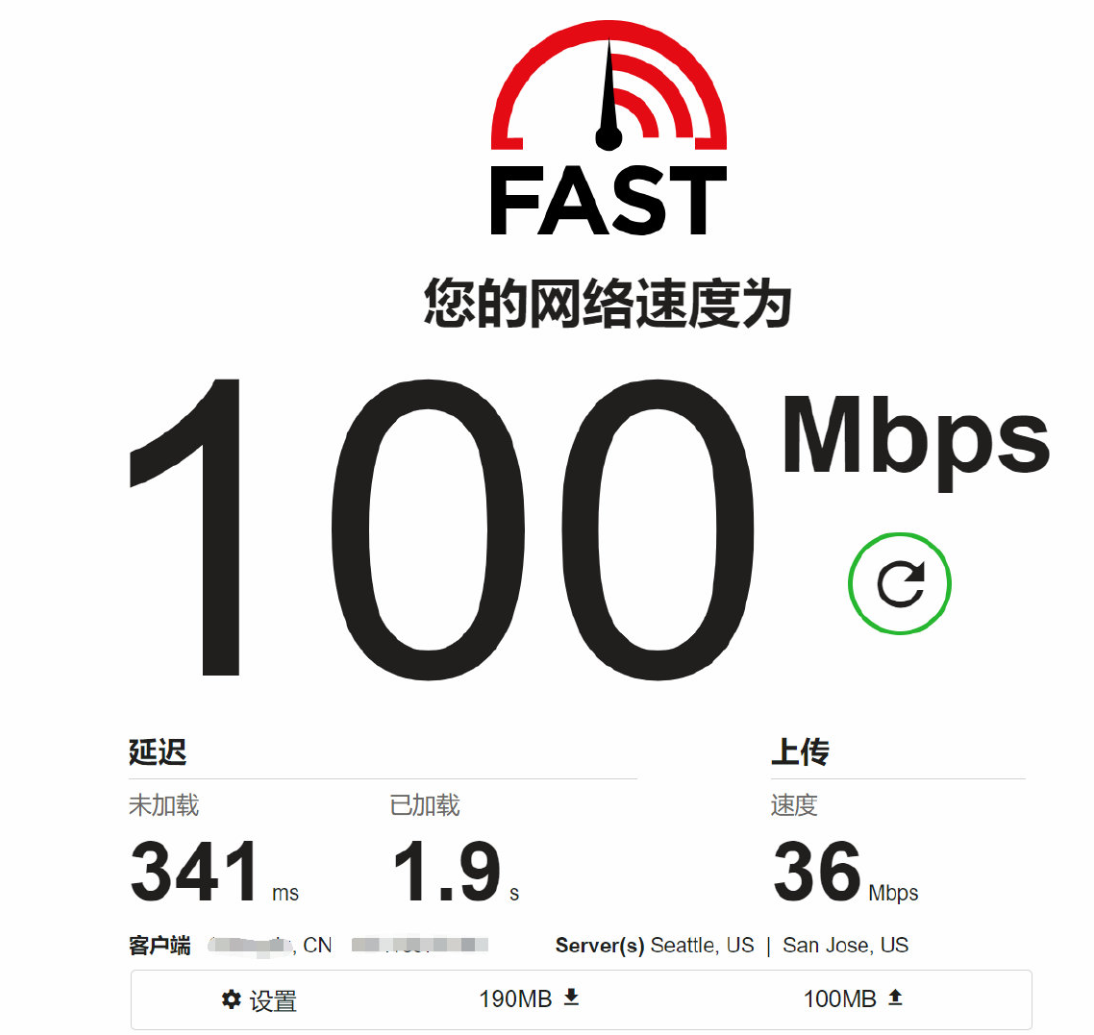 FAST
您的网络速度为
100 Mbps
延迟 上传
未加载 已加载 速度
341 ms 1.9 s 36 Mbps
客户端 , CN Server(s) Seattle, US | San Jose, US
设置 190MB 100MB